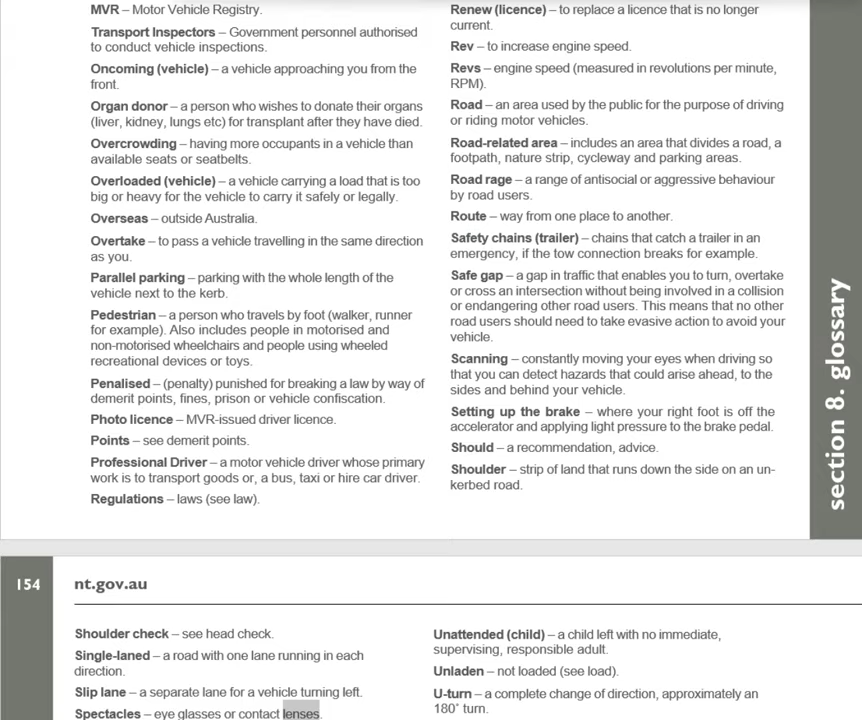 MVR – Motor Vehicle Registry.
Transport Inspectors – Government personnel authorised
to conduct vehicle inspections.
Oncoming (vehicle) – a vehicle approaching you from the
front.
Organ donor – a person who wishes to donate their organs
(liver, kidney, lungs etc) for transplant after they have died.
Overcrowding – having more occupants in a vehicle than
available seats or seatbelts.
Overloaded (vehicle) – a vehicle carrying a load that is too
big or heavy for the vehicle to carry it safely or legally.
Overseas – outside Australia.
Overtake – to pass a vehicle travelling in the same direction
as you.
Parallel parking – parking with the whole length of the
vehicle next to the kerb.
Pedestrian – a person who travels by foot (walker, runner
for example). Also includes people in motorised and
non-motorised wheelchairs and people using wheeled
recreational devices or toys.
Penalised – (penalty) punished for breaking a law by way of
demerit points, fines, prison or vehicle confiscation.
Photo licence – MVR-issued driver licence.
Points – see demerit points.
Professional Driver – a motor vehicle driver whose primary
work is to transport goods or, a bus, taxi or hire car driver.
Regulations – laws (see law).
Renew (licence) – to replace a licence that is no longer
current.
Rev – to increase engine speed.
Revs – engine speed (measured in revolutions per minute,
RPM).
Road – an area used by the public for the purpose of driving
or riding motor vehicles.
Road-related area – includes an area that divides a road, a
footpath, nature strip, cycleway and parking areas.
Road rage – a range of antisocial or aggressive behaviour
by road users.
Route – way from one place to another.
Safety chains (trailer) – chains that catch a trailer in an
emergency, if the tow connection breaks for example.
Safe gap – a gap in traffic that enables you to turn, overtake
or cross an intersection without being involved in a collision
or endangering other road users. This means that no other
road users should need to take evasive action to avoid your
vehicle.
Scanning – constantly moving your eyes when driving so
that you can detect hazards that could arise ahead, to the
sides and behind your vehicle.
Setting up the brake – where your right foot is off the
accelerator and applying light pressure to the brake pedal.
Should – a recommendation, advice.
Shoulder – strip of land that runs down the side on an un-
kerbed road.
section 8. glossary
154
nt.gov.au
Shoulder check – see head check.
Single-laned – a road with one lane running in each
direction.
Slip lane – a separate lane for a vehicle turning left.
Spectacles – eye glasses or contact lenses.
Unattended (child) – a child left with no immediate,
supervising, responsible adult.
Unladen – not loaded (see load).
U-turn – a complete change of direction, approximately an
180˚ turn.